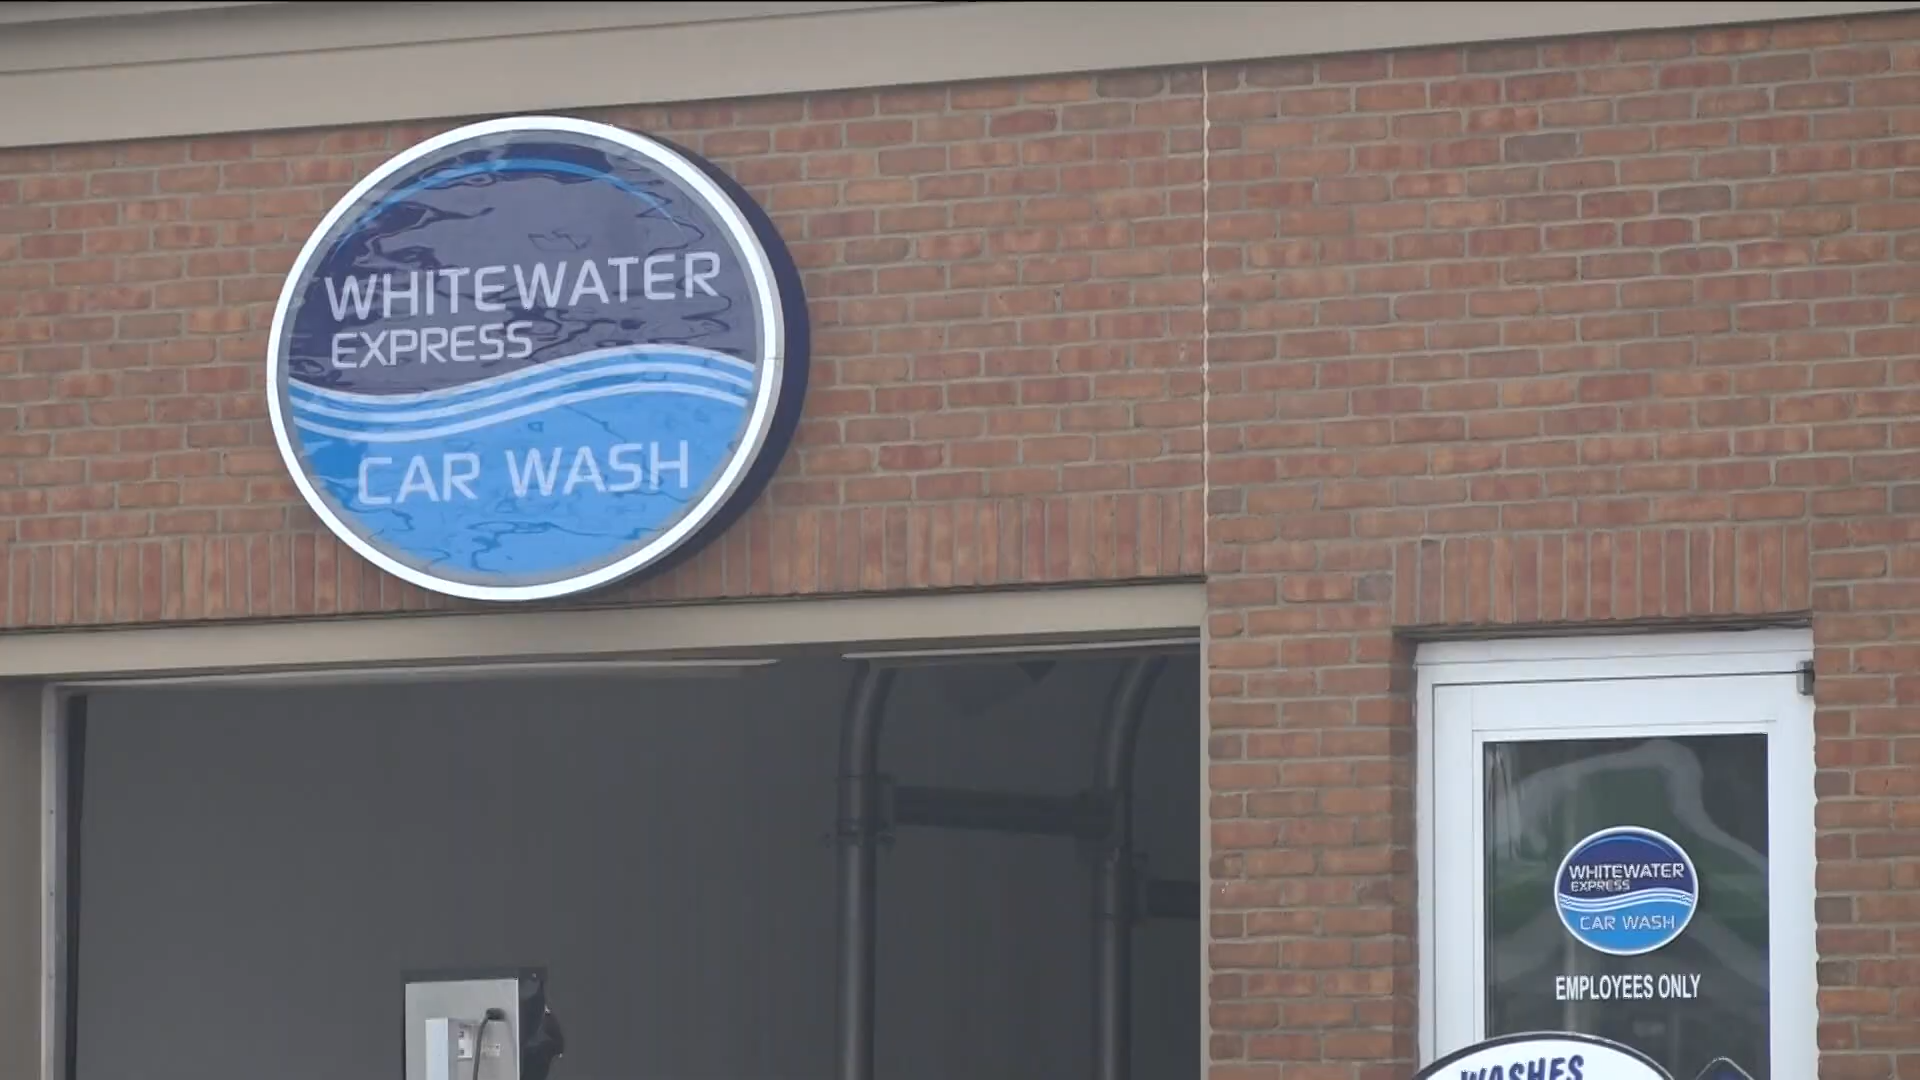 WHITEWATER
EXPRESS
CAR WASH
WHITEWATER
EXPRESS
CAR WASH
EMPLOYEES ONLY
WASHES